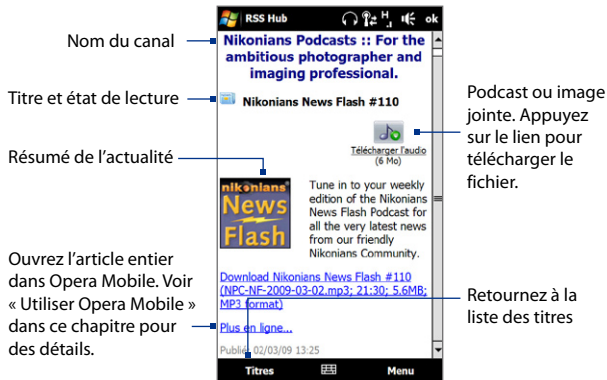 RSS Hub
ok
Nom du canal
Nikonians Podcasts :: For the
ambitious photographer and
imaging professional.
Titre et état de lecture
Nikonians News Flash #110
Télécharger l'audio
(6 Mo)
Podcast ou image
jointe. Appuyez
sur le lien pour
télécharger le
fichier.
Résumé de l’actualité
nikonians
News
Flash
Tune in to your weekly
edition of the Nikonians
News Flash Podcast for
all the very latest news
from our friendly
Nikonians Community.
Ouvrez l’article entier
dans Opera Mobile. Voir
« Utiliser Opera Mobile »
dans ce chapitre pour
des détails.
Download Nikonians News Flash #110
(NPC-NF-2009-03-02.mp3; 21:30; 5.6MB;
MP3 format)
Plus en ligne...
Publié: 02/03/09 13:25
Retournez à la
liste des titres
Titres
Menu